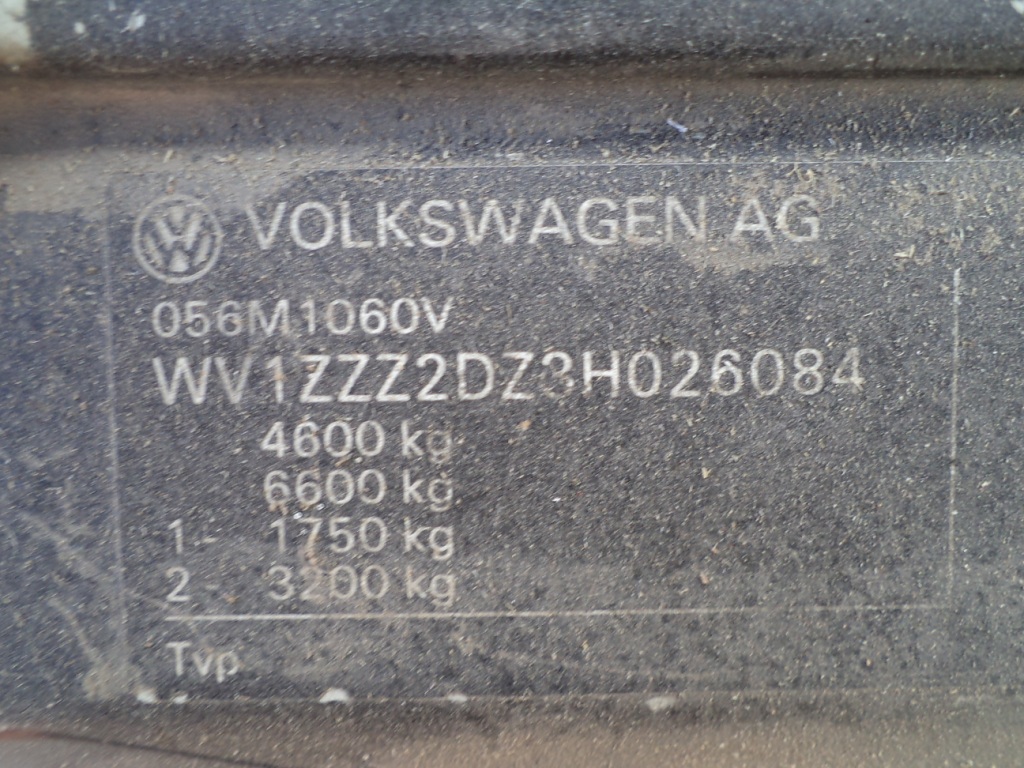 VOLKSWAGEN AG
056M1060V
WV1ZZZ2DZ3H026084
4600 kg
6600 kg
1 - 1750 kg
2 - 3200 kg
Typ